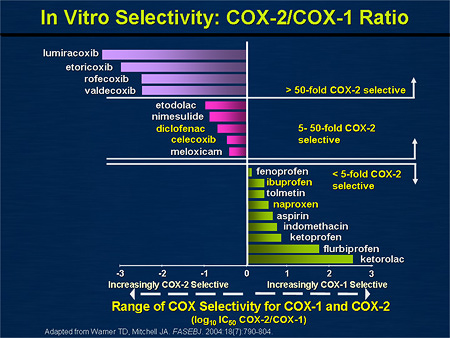 In Vitro Selectivity: COX-2/COX-1 Ratio
lumiracoxib
etoricoxib
rofecoxib
valdecoxib
> 50-fold COX-2 selective
etodolac
nimesulide
diclofenac
celecoxib
meloxicam
5- 50-fold COX-2
selective
< 5-fold COX-2
selective
fenoprofen
ibuprofen
tolmetin
naproxen
aspirin
indomethacin
ketoprofen
flurbiprofen
ketorolac
-3 -2 -1 0 1 2 3
Increasingly COX-2 Selective Increasingly COX-1 Selective
Range of COX Selectivity for COX-1 and COX-2
(log10 IC50 COX-2/COX-1)
Adapted from Warner TD, Mitchell JA. FASEBJ. 2004:18(7):790-804.